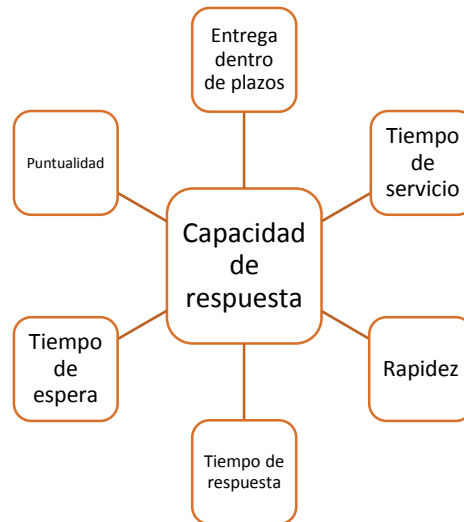 Entrega
dentro
de plazos
Tiempo
de
servicio
Puntualidad
Capacidad
de
respuesta
Tiempo
de
espera
Rapidez
Tiempo de
respuesta